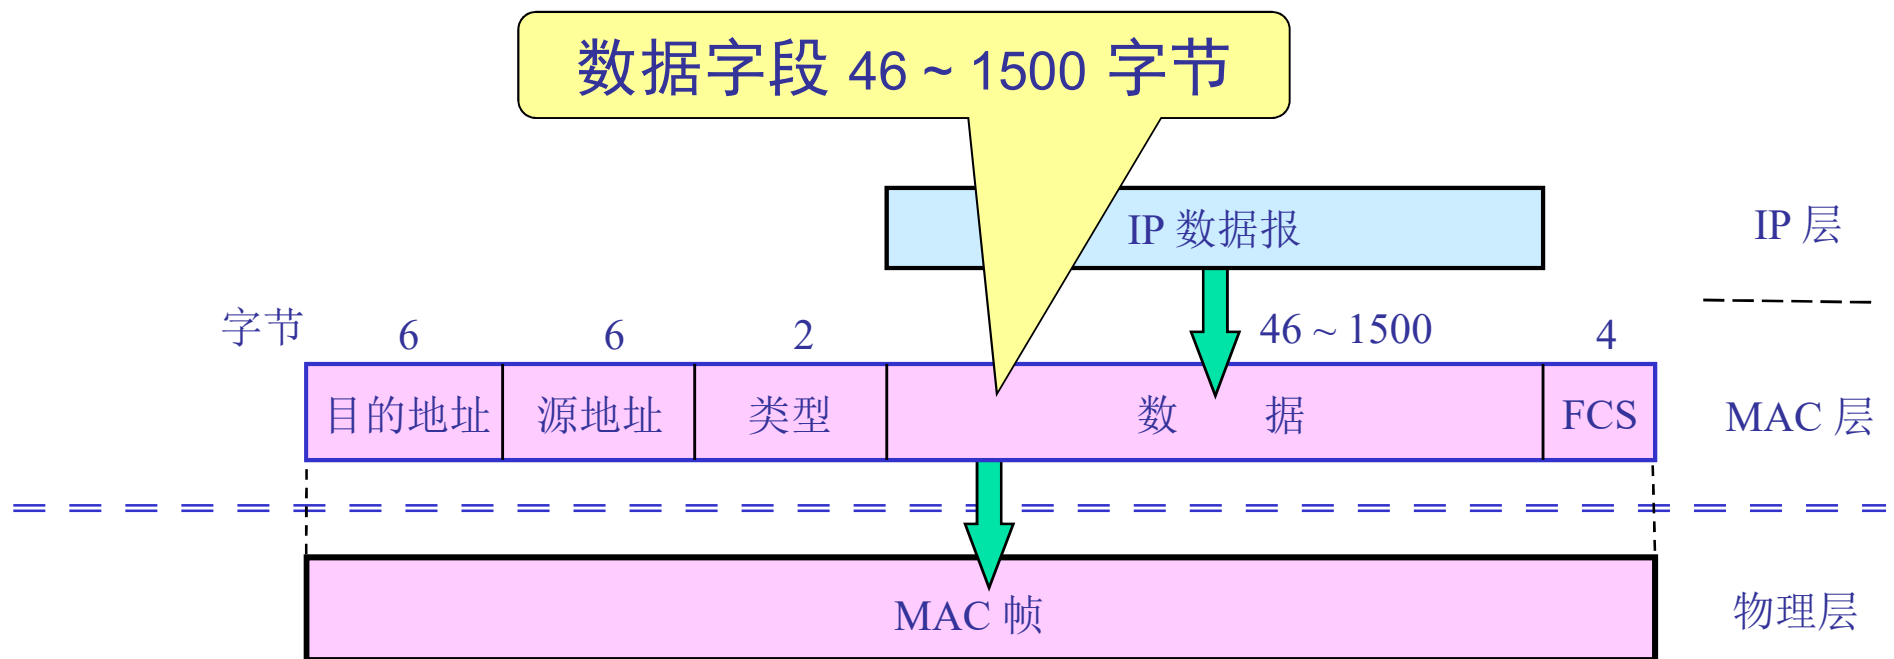 数据字段 46 ~ 1500 字节
IP 数据报
IP 层
字节 6 6 2 46 ~ 1500 4
目的地址 源地址 类型 数 据 FCS MAC 层
MAC 帧
物理层